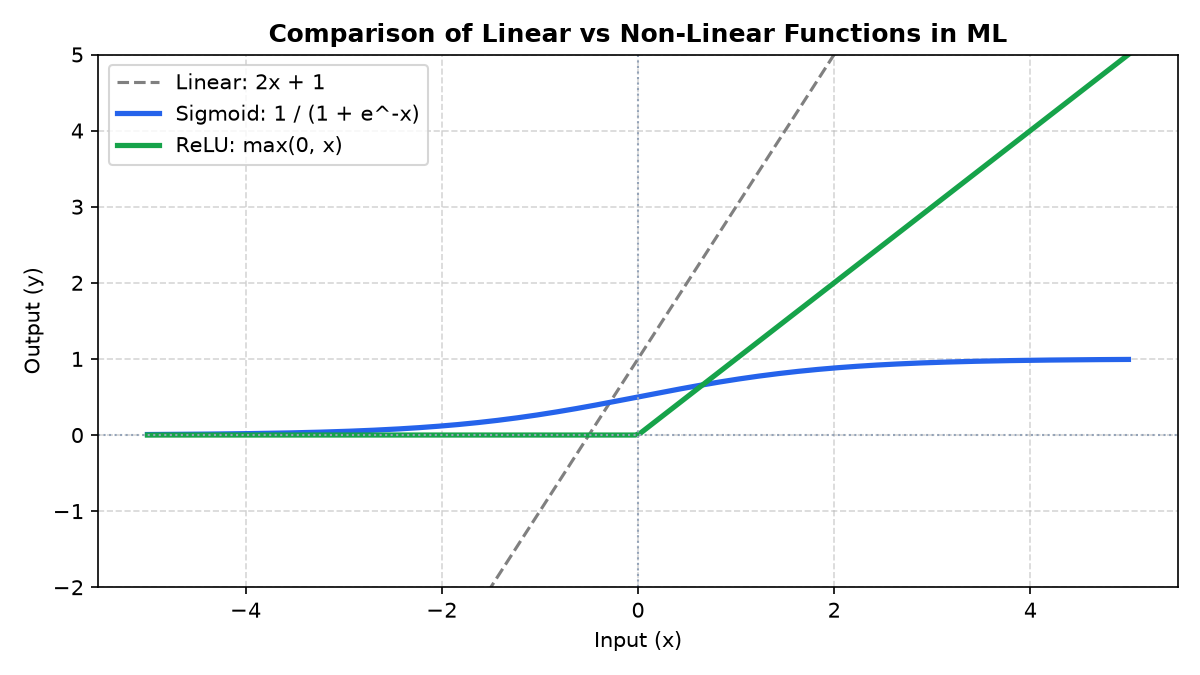 Comparison of Linear vs Non-Linear Functions in ML
Linear: 2x + 1
Sigmoid: 1 / (1 + e^-x)
ReLU: max(0, x)
5
4
3
2
1
0
−1
−2
Output (y)
−4
−2
0
2
4
Input (x)